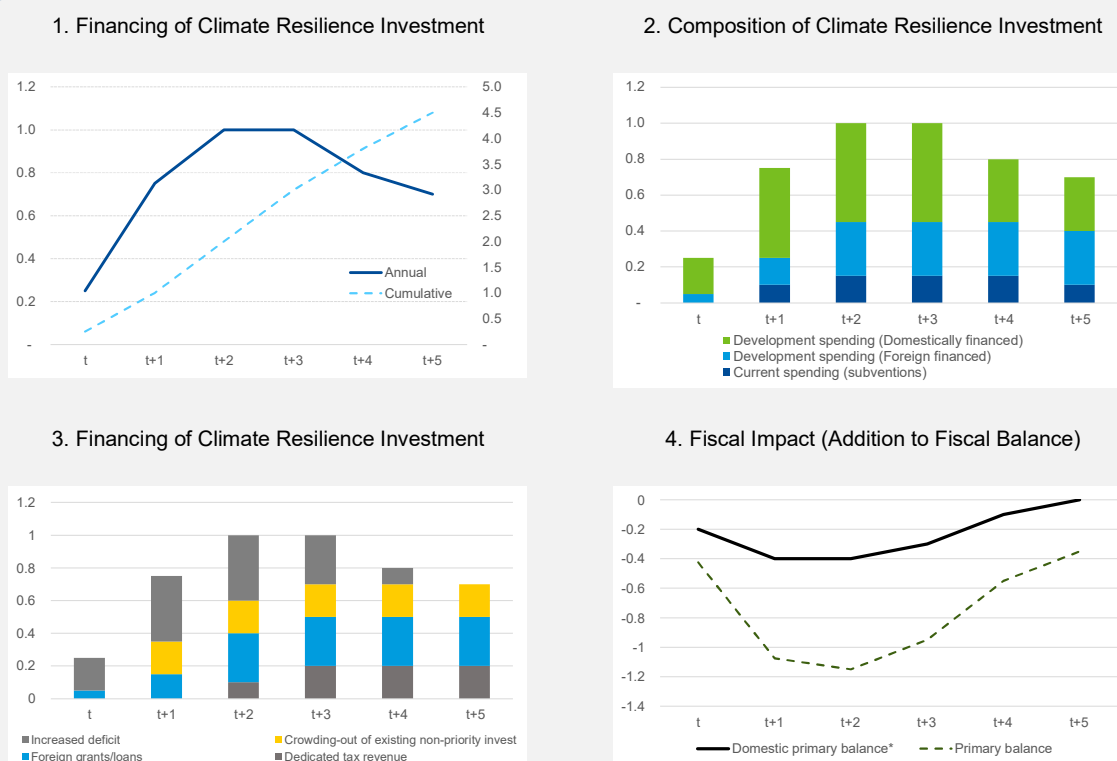 1. Financing of Climate Resilience Investment
1.2
1.0
0.8
0.6
0.4
0.2
-
5.0
4.5
4.0
3.5
3.0
2.5
2.0
1.5
1.0
0.5
-
Annual
Cumulative
t t+1 t+2 t+3 t+4 t+5
2. Composition of Climate Resilience Investment
1.2
1.0
0.8
0.6
0.4
0.2
-
t t+1 t+2 t+3 t+4 t+5
Development spending (Domestically financed)
Development spending (Foreign financed)
Current spending (subventions)
3. Financing of Climate Resilience Investment
1.2
1
0.8
0.6
0.4
0.2
0
t t+1 t+2 t+3 t+4 t+5
Increased deficit Crowding-out of existing non-priority invest
Foreign grants/loans Dedicated tax revenue
4. Fiscal Impact (Addition to Fiscal Balance)
0
-0.2
-0.4
-0.6
-0.8
-1
-1.2
-1.4
t t+1 t+2 t+3 t+4 t+5
Domestic primary balance* Primary balance